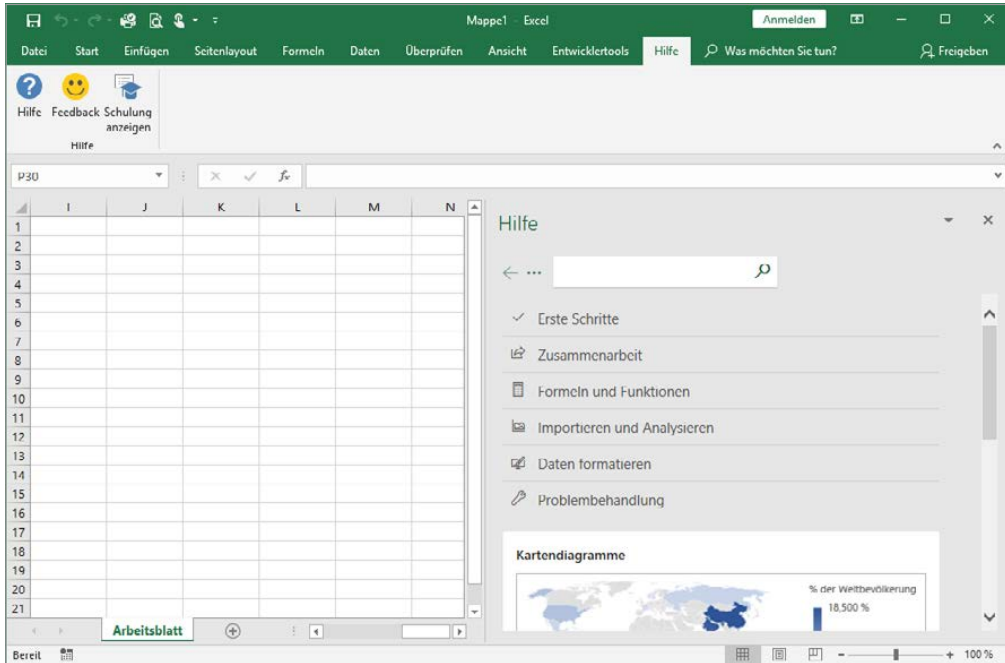 Mappe1 - Excel
Anmelden
Datei Start Einfügen Seitenlayout Formeln Daten Überprüfen Ansicht Entwicklertools Hilfe Was möchten Sie tun? Freigeben
Hilfe Feedback Schulung
anzeigen
Hilfe
P30
fx
I J K L M N
1
2
3
4
5
6
7
8
9
10
11
12
13
14
15
16
17
18
19
20
21
Hilfe
Erste Schritte
Zusammenarbeit
Formeln und Funktionen
Importieren und Analysieren
Daten formatieren
Problembehandlung
Kartendiagramme
% der Weltbevölkerung
18,500 %
Arbeitsblatt
Bereit
100 %